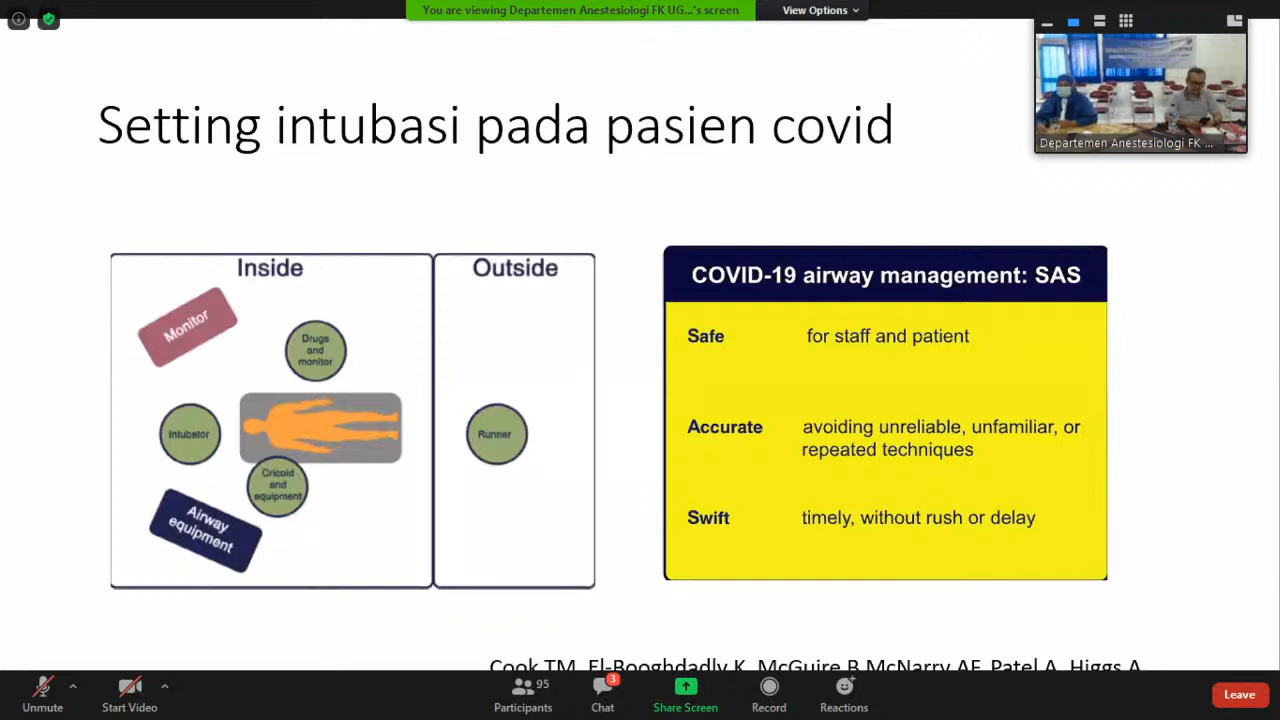 You are viewing Departemen Anestesiologi FK UG...'s screen
View Options
Setting intubasi pada pasien covid
Departemen Anestesiologi FK ...
Inside
Outside
Monitor
Drugs
and
monitor
Intubator
Runner
Cricoid
and
equipment
Airway
equipment
COVID-19 airway management: SAS
Safe for staff and patient
Accurate avoiding unreliable, unfamiliar, or
repeated techniques
Swift timely, without rush or delay
Cook TM, El-Boghdadly K, McGuire B,McNarry AF, Patel A, Higgs A
Unmute
Start Video
95
Participants
3
Chat
Share Screen
Record
Reactions
Leave